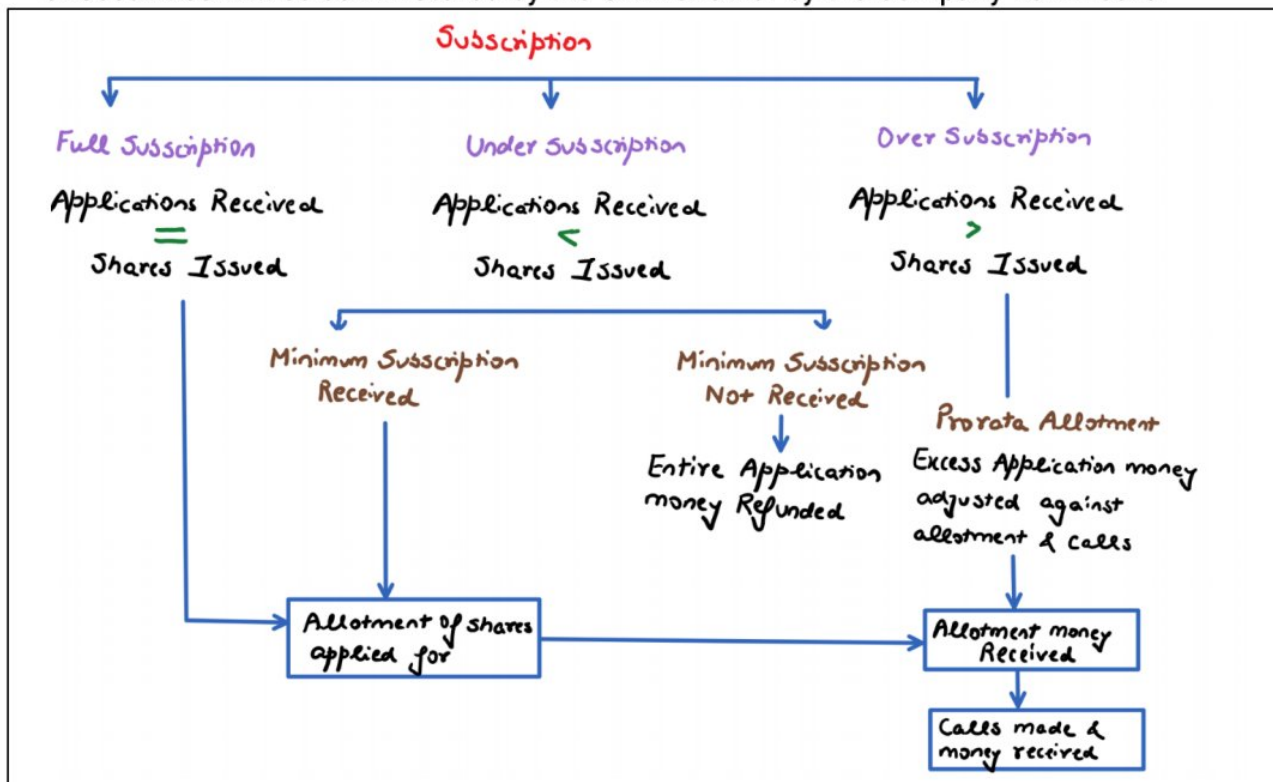 Subscription
Full Subscription
Applications Received
=
Shares Issued
Under Subscription
Applications Received
<
Shares Issued
Over Subscription
Applications Received
>
Shares Issued
Minimum Subscription
Received
Minimum Subscription
Not Received
Entire Application
money Refunded
Prorata Allotment
Excess Application money
adjusted against
allotment & calls
Allotment of shares
applied for
Allotment money
Received
Calls made &
money received